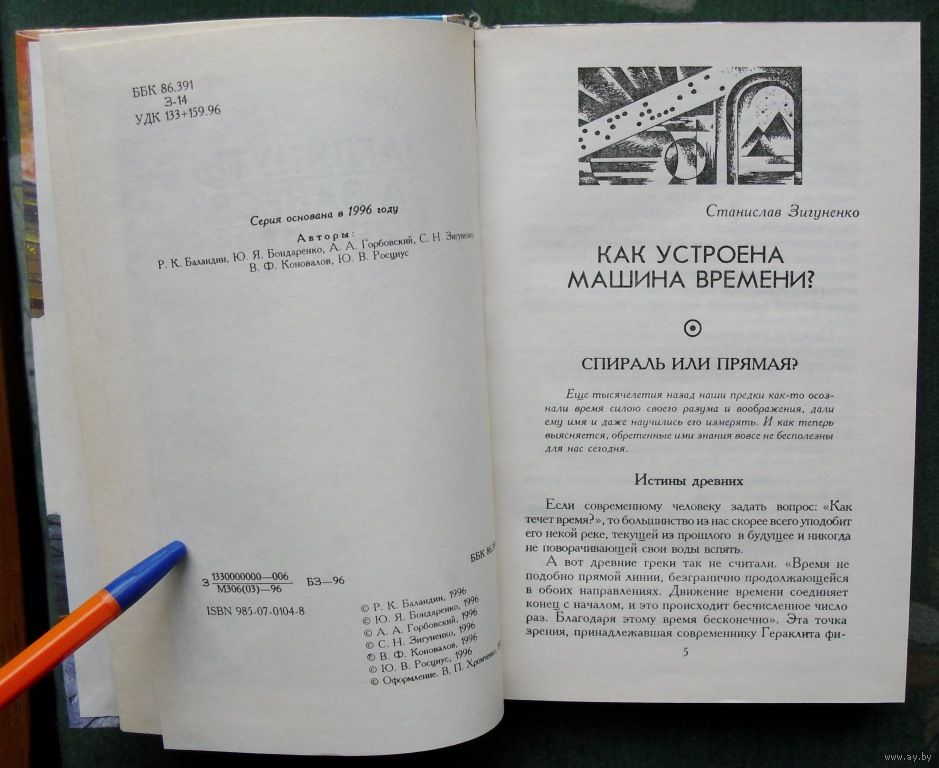 ББК 86.391
З-14
УДК 133+159.96
Серия основана в 1996 году
Авторы:
Р. К. Баландин, Ю. Я. Бондаренко, А. А. Горбовский, С. Н. Зигуненко,
В. Ф. Коновалов, Ю. В. Росциус
ББК 86.39
З 1330000000—006 БЗ—96
М306(03)—96
ISBN 985-07-0104-8
© Р. К. Баландин, 1996
© Ю. Я. Бондаренко, 1996
© А. А. Горбовский, 1996
© С. Н. Зигуненко, 1996
© В. Ф. Коновалов, 1996
© Ю. В. Росциус, 1996
© Оформление. В. П. Хромченко,
Станислав Зигуненко
КАК УСТРОЕНА
МАШИНА ВРЕМЕНИ?
СПИРАЛЬ ИЛИ ПРЯМАЯ?
Еще тысячелетия назад наши предки как-то осоз-
нали время силою своего разума и воображения, дали
ему имя и даже научились его измерять. И как теперь
выясняется, обретенные ими знания вовсе не бесполезны
для нас сегодня.
Истины древних
Если современному человеку задать вопрос: «Как
течет время?», то большинство из нас скорее всего уподобит
его некой реке, текущей из прошлого в будущее и никогда
не поворачивающей свои воды вспять.
А вот древние греки так не считали. «Время не
подобно прямой линии, безгранично продолжающейся
в обоих направлениях. Движение времени соединяет
конец с началом, и это происходит бесчисленное число
раз. Благодаря этому время бесконечно». Эта точка
зрения, принадлежавшая современнику Гераклита фи-
5
www.ay.by